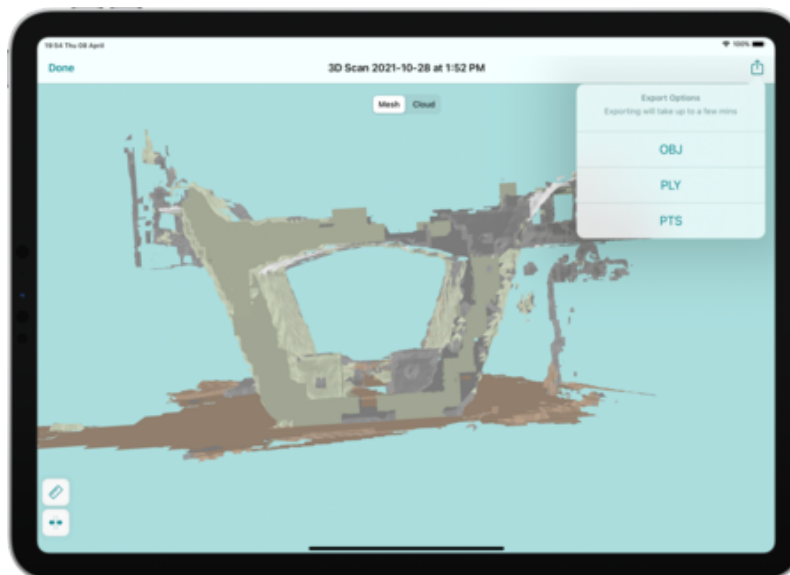 19:54 Thu 08 April
100%
Done
3D Scan 2021-10-28 at 1:52 PM
Mesh
Cloud
Export Options
Exporting will take up to a few mins
OBJ
PLY
PTS